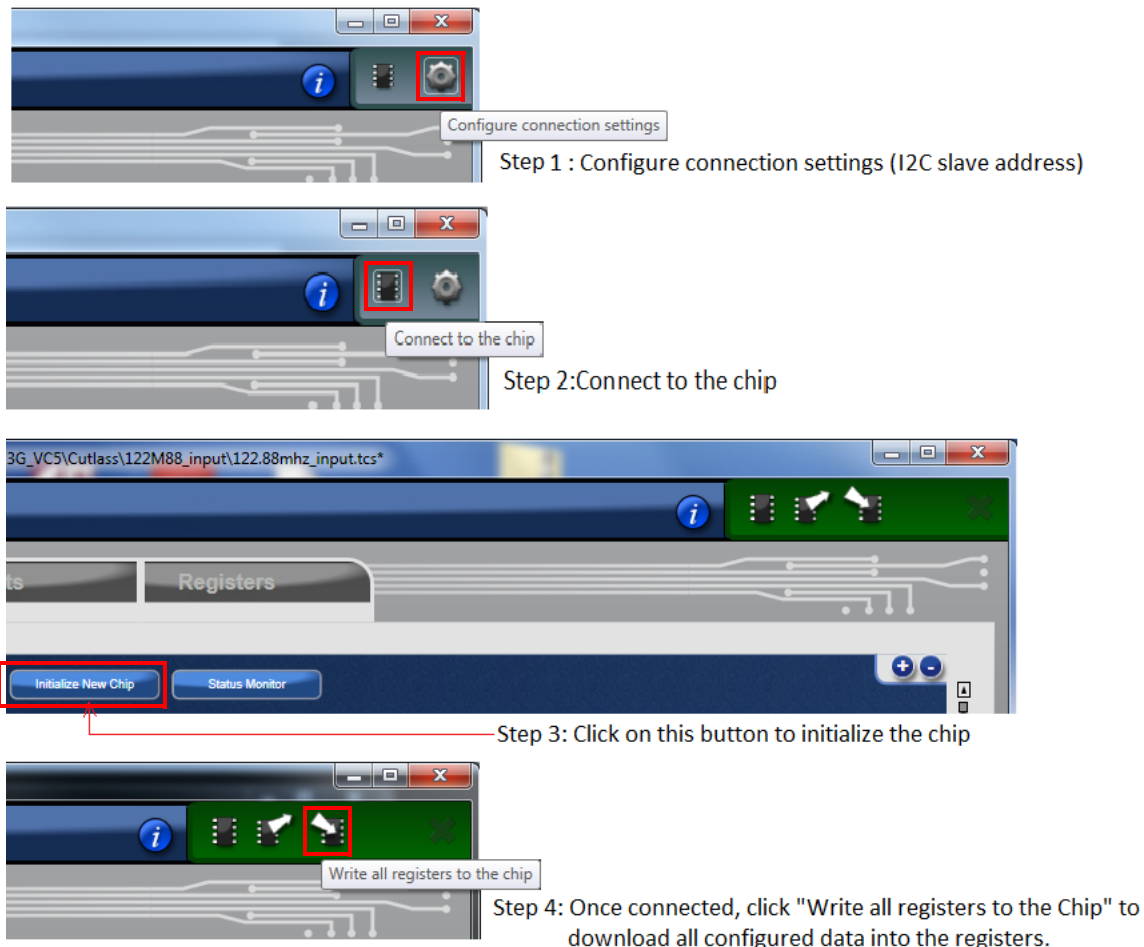 Configure connection settings
Step 1 : Configure connection settings (I2C slave address)
Connect to the chip
Step 2:Connect to the chip
3G_VC5\Cutlass\122M88_input\122.88mhz_input.tcs*
ts
Registers
Initialize New Chip
Status Monitor
Step 3: Click on this button to initialize the chip
Write all registers to the chip
Step 4: Once connected, click "Write all registers to the Chip" to
download all configured data into the registers.